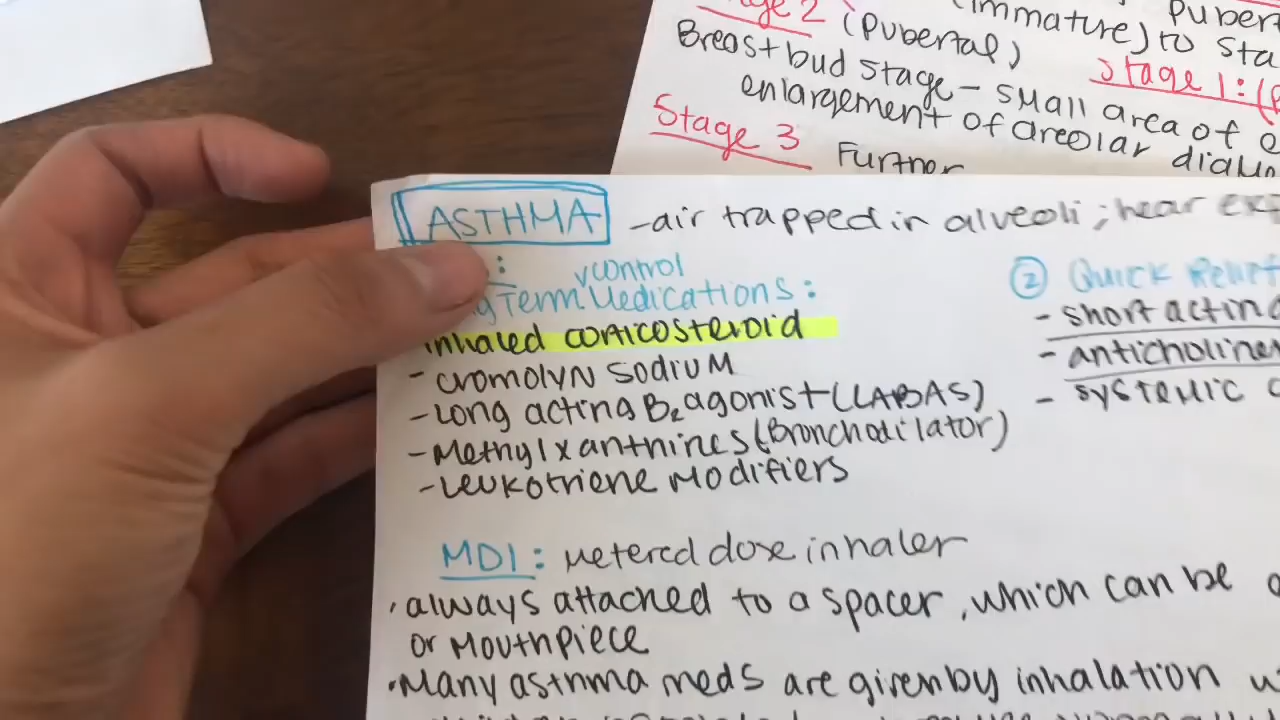 Stage 2 (Pubertal) (immature) to Sta
Breast bud stage - small area of
enlargement of areolar
Stage 1:
Stage 3 Further
ASTHMA -air trapped in alveoli; hear
control
Term Medications:
inhaled corticosteroid
- cromolyn sodium
- Long acting B2 agonist (LABAS)
- Methylxanthines (Bronchodilator)
- Leukotriene Modifiers
② Quick Relief
- short acting
-
- systemic
MDI: metered dose inhaler
• always attached to a spacer, which can be
or Mouthpiece
• Many asthma meds are given by inhalation